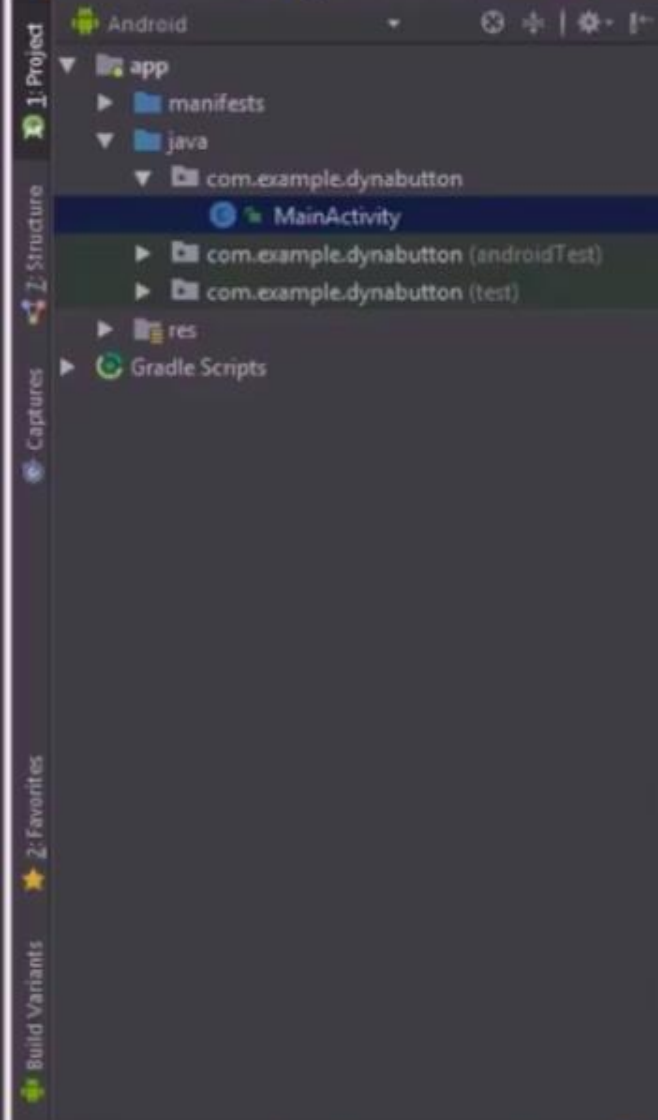 Android
app
manifests
java
com.example.dynabutton
MainActivity
com.example.dynabutton (androidTest)
com.example.dynabutton (test)
res
Gradle Scripts
1: Project
7: Structure
Captures
2: Favorites
Build Variants